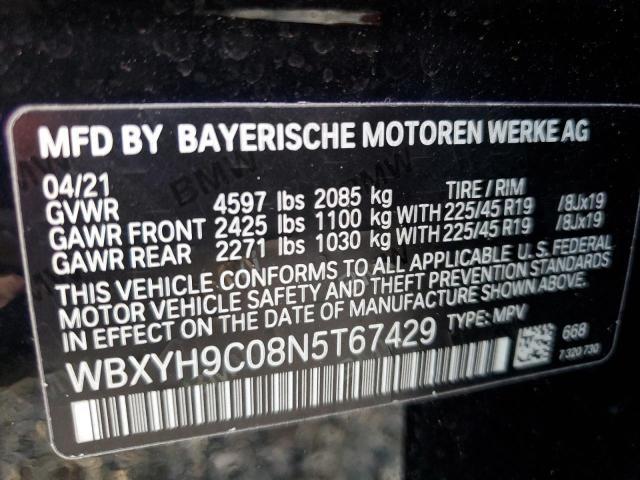 MFD BY BAYERISCHE MOTOREN WERKE AG
04/21 TIRE / RIM
GVWR 4597 lbs 2085 kg
GAWR FRONT 2425 lbs 1100 kg WITH 225/45 R19 /8Jx19
GAWR REAR 2271 lbs 1030 kg WITH 225/45 R19 /8Jx19
THIS VEHICLE CONFORMS TO ALL APPLICABLE U. S. FEDERAL
MOTOR VEHICLE SAFETY AND THEFT PREVENTION STANDARDS
IN EFFECT ON THE DATE OF MANUFACTURE SHOWN ABOVE.
WBXYH9C08N5T67429 TYPE: MPV
668
7 320 730